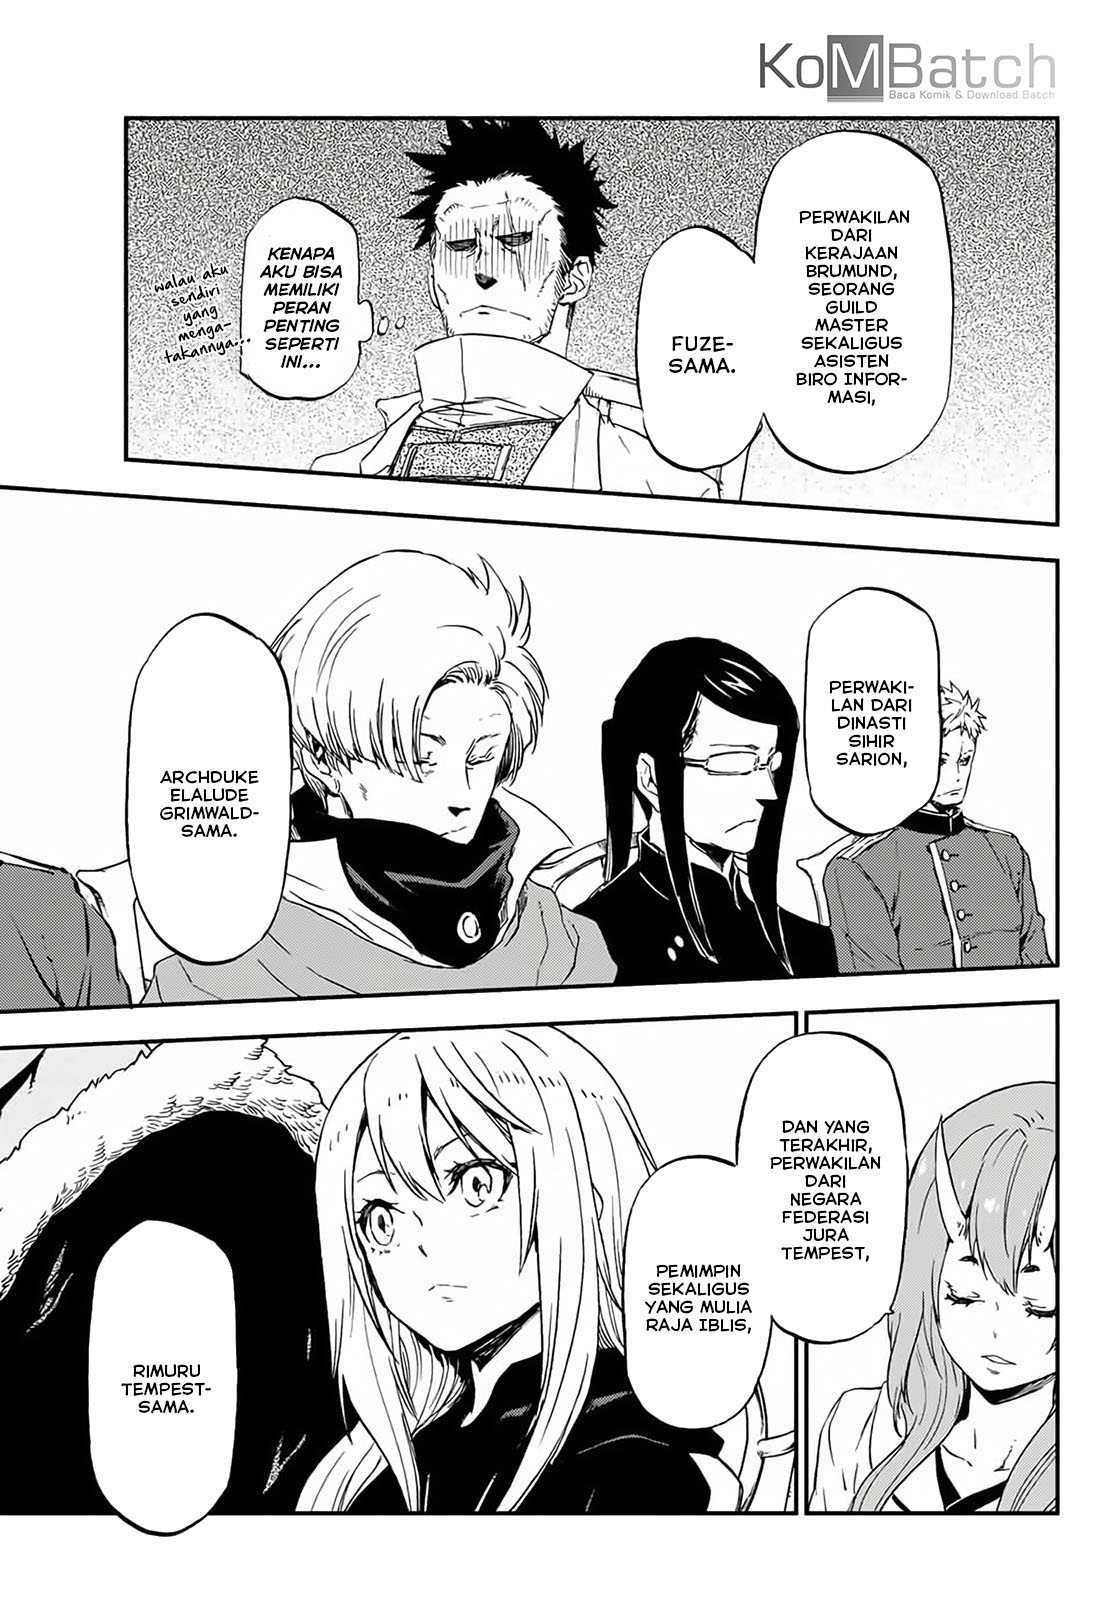 KoMBatch
Baca Komik & Download Batch
PERWAKILAN
DARI
KERAJAAN
BRUMUND,
SEORANG
GUILD
MASTER
SEKALIGUS
ASISTEN
BIRO INFOR-
MASI,
FUZE-
SAMA.
KENAPA
AKU BISA
MEMILIKI
PERAN
PENTING
SEPERTI
INI...
walau aku
sendiri
yang
menga-
takannya...
PERWAKI-
LAN DARI
DINASTI
SIHIR
SARION,
ARCHDUKE
ELALUDE
GRIMWALD-
SAMA.
DAN YANG
TERAKHIR,
PERWAKILAN
DARI
NEGARA
FEDERASI
JURA
TEMPEST,
PEMIMPIN
SEKALIGUS
YANG MULIA
RAJA IBLIS,
RIMURU
TEMPEST-
SAMA.